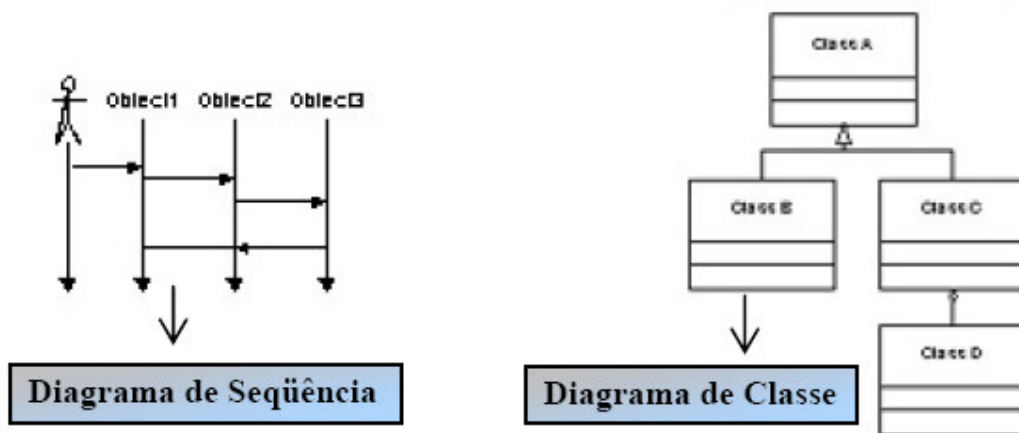 Object1 Object2 Object3
Diagrama de Seqüência
Class A
Class B
Class C
Class D
Diagrama de Classe